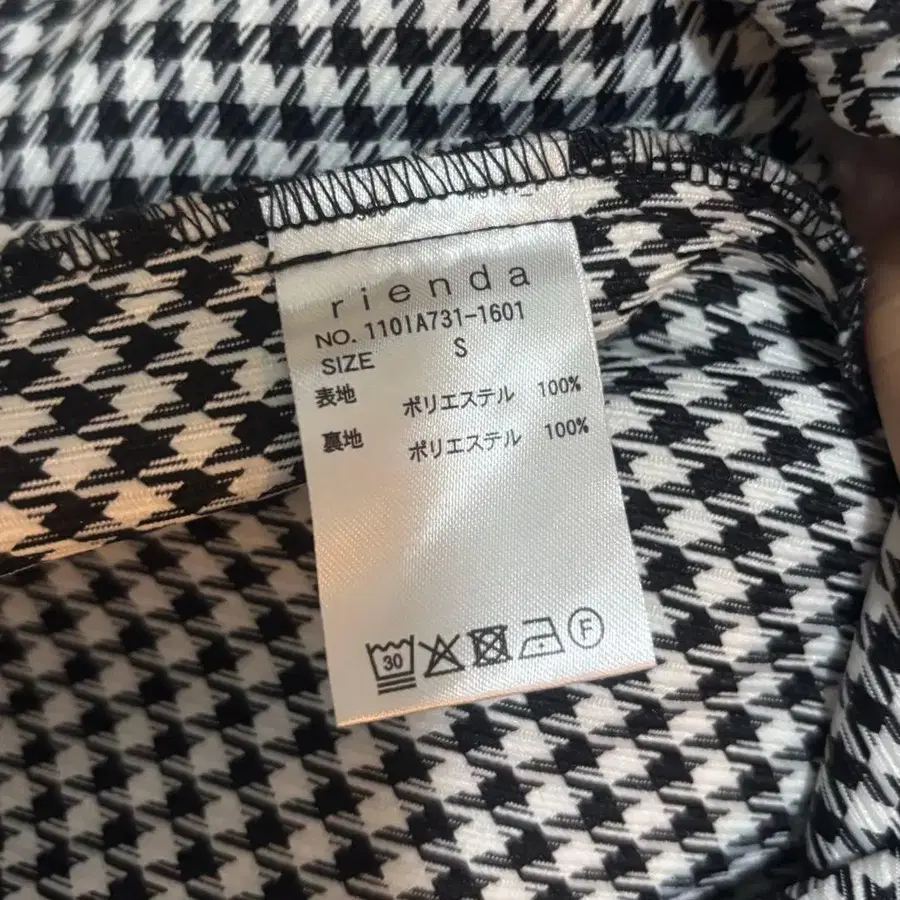 rienda
NO. 1101A731-1601
SIZE S
表地 ポリエステル 100%
裏地 ポリエステル 100%
30 F